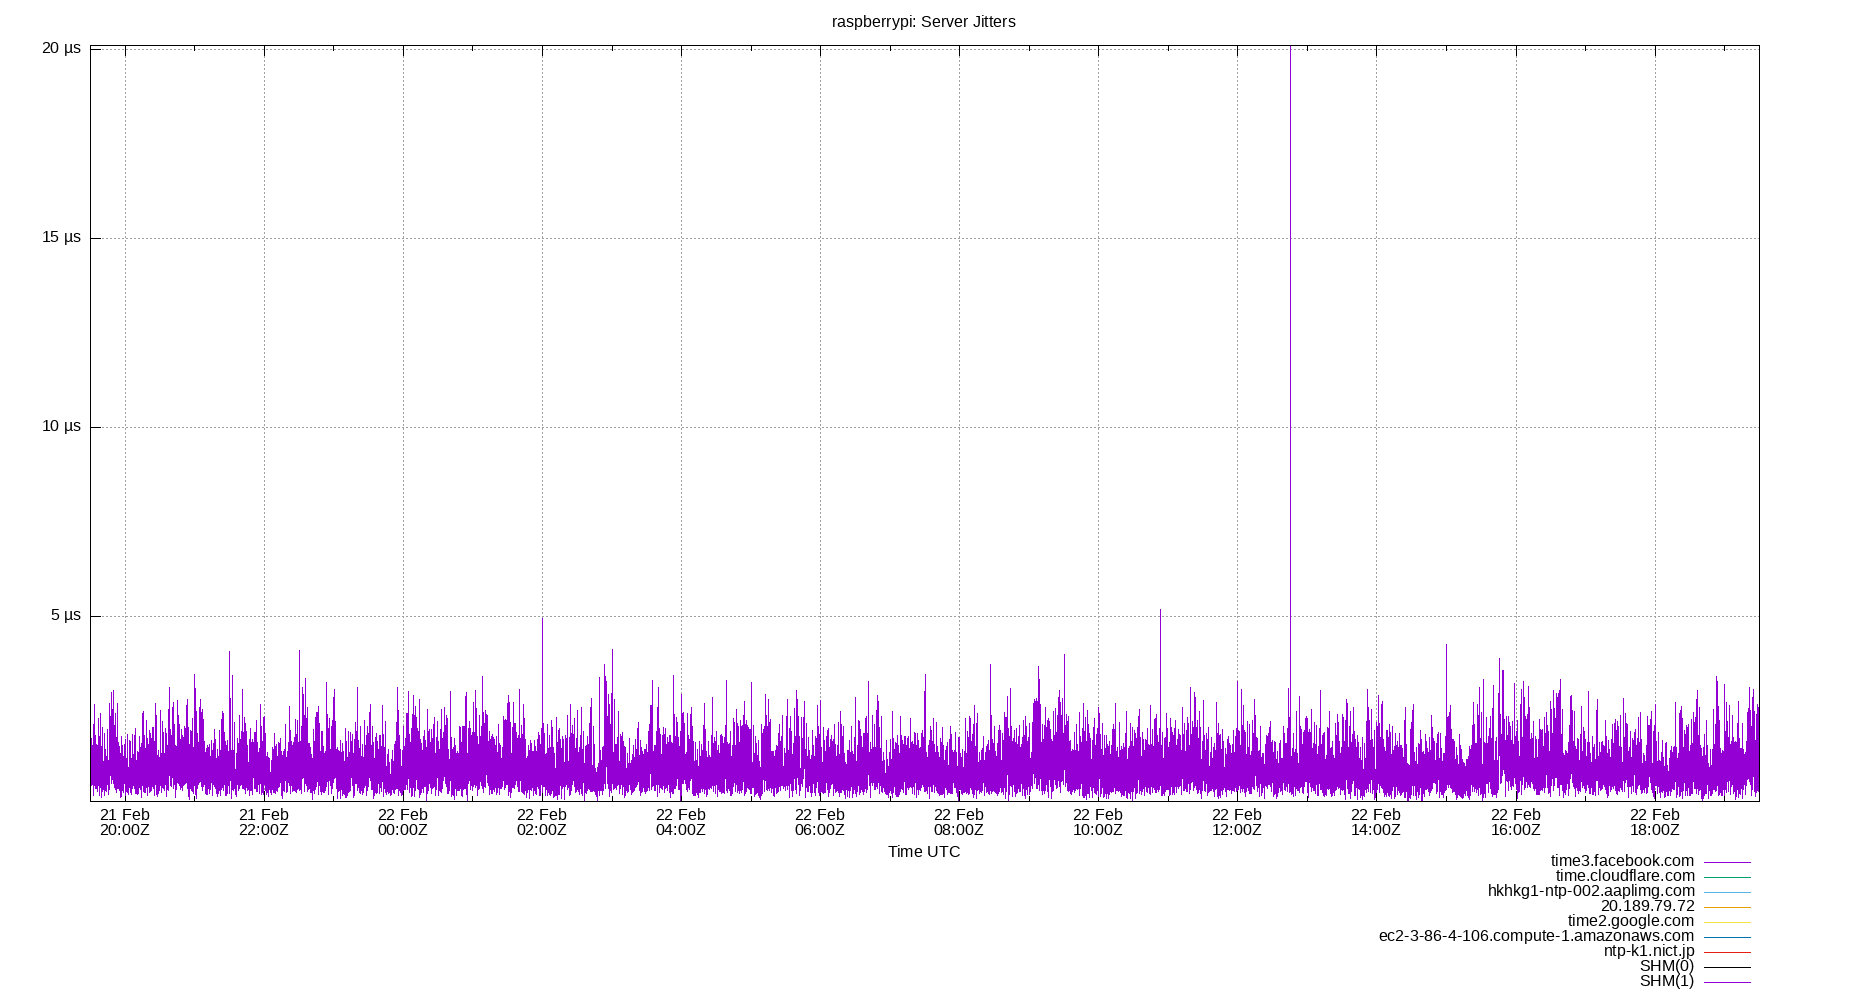 raspberrypi: Server Jitters
20 µs
15 µs
10 µs
5 µs
21 Feb 21 Feb 22 Feb 22 Feb 22 Feb 22 Feb 22 Feb 22 Feb 22 Feb 22 Feb 22 Feb 22 Feb
20:00Z 22:00Z 00:00Z 02:00Z 04:00Z 06:00Z 08:00Z 10:00Z 12:00Z 14:00Z 16:00Z 18:00Z
Time UTC
time3.facebook.com
time.cloudflare.com
hkhkg1-ntp-002.aaplimg.com
20.189.79.72
time2.google.com
ec2-3-86-4-106.compute-1.amazonaws.com
ntp-k1.nict.jp
SHM(0)
SHM(1)